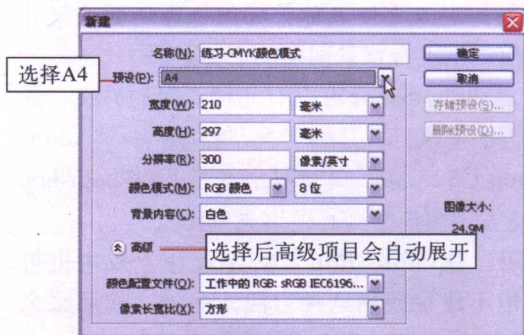 新建
名称(N): 练习-CMYK颜色模式 确定
选择A4
预设(P): A4 取消
宽度(W): 210 毫米 存储预设(S)...
高度(H): 297 毫米 删除预设(D)...
分辨率(R): 300 像素/英寸
颜色模式(M): RGB 颜色 8 位
背景内容(C): 白色 图像大小:
24.9M
高级 选择后高级项目会自动展开
颜色配置文件(O): 工作中的 RGB: sRGB IEC6196...
像素长宽比(X): 方形